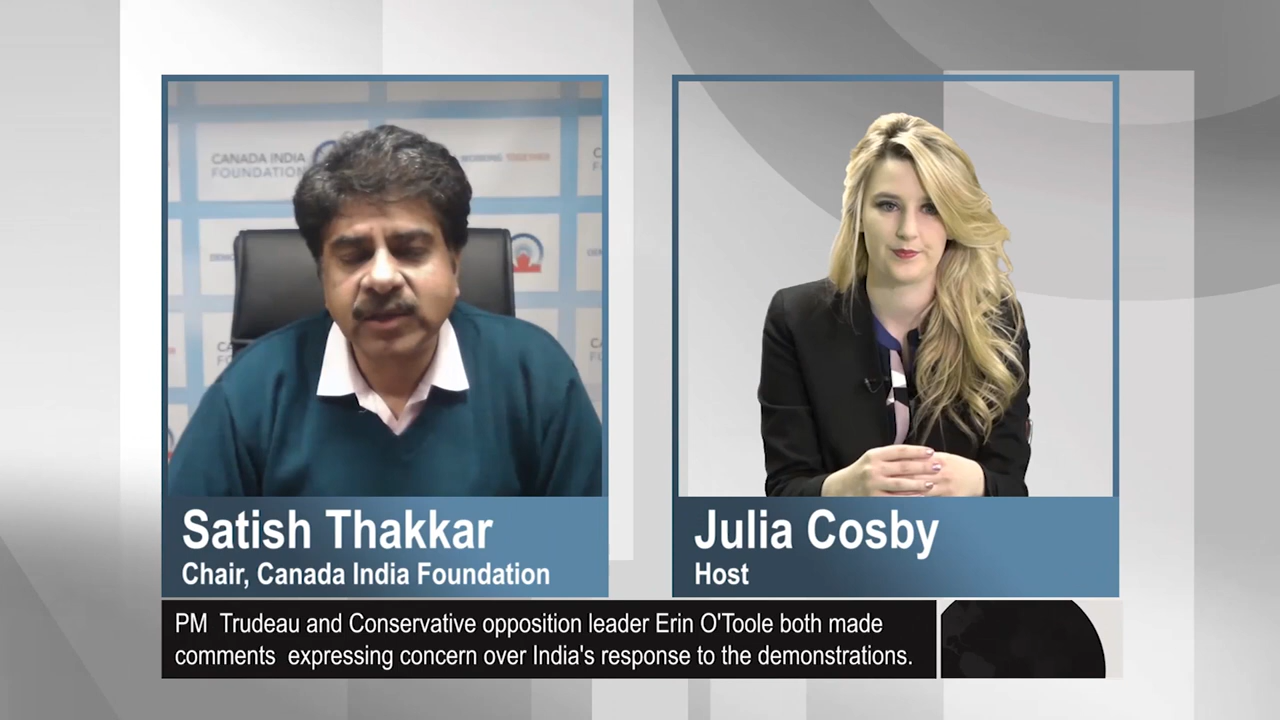 CANADA INDIA
FOUNDATION
WORKING TOGETHER
Satish Thakkar
Chair, Canada India Foundation
Julia Cosby
Host
PM Trudeau and Conservative opposition leader Erin O'Toole both made
comments expressing concern over India's response to the demonstrations.